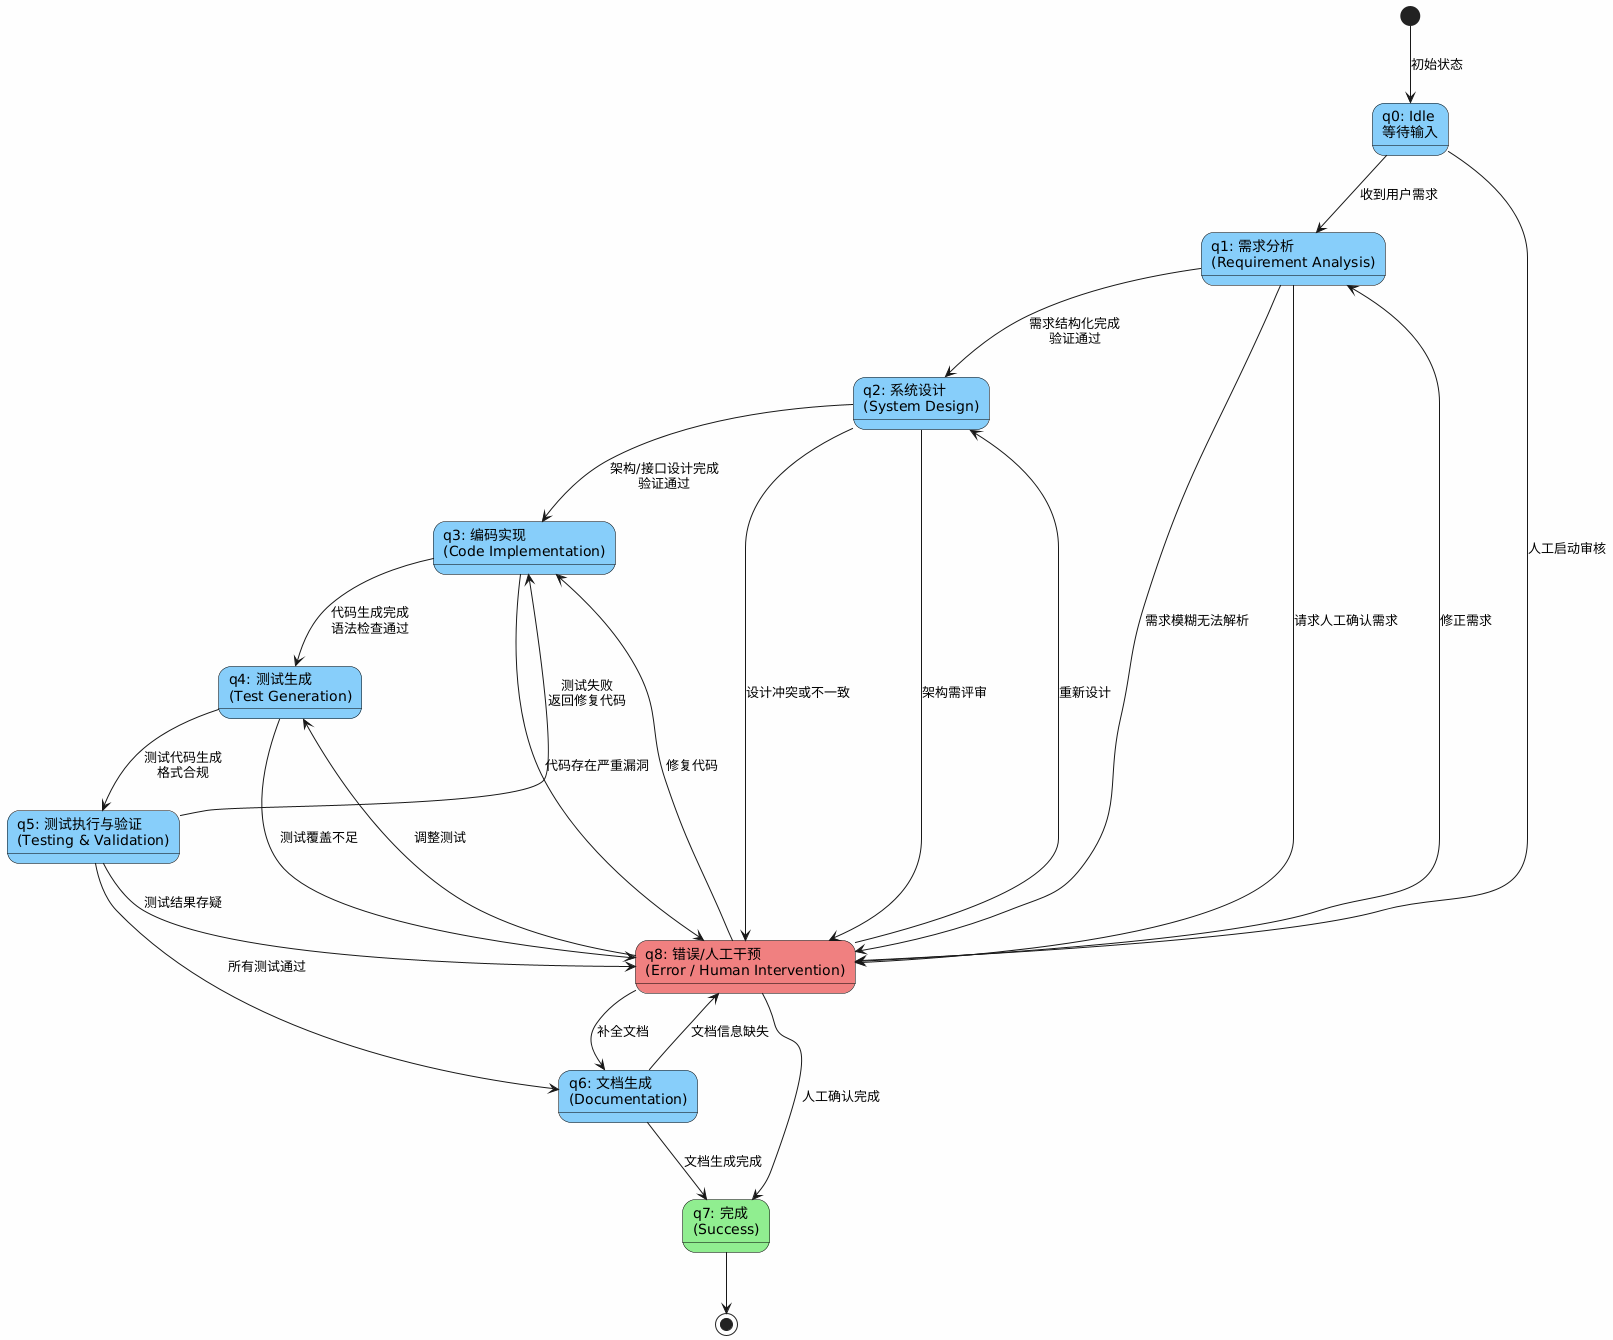 初始状态
q0: Idle
等待输入
收到用户需求
q1: 需求分析
(Requirement Analysis)
需求结构化完成
验证通过
q2: 系统设计
(System Design)
架构/接口设计完成
验证通过
q3: 编码实现
(Code Implementation)
人工启动审核
代码生成完成
语法检查通过
需求模糊无法解析
请求人工确认需求
修正需求
q4: 测试生成
(Test Generation)
测试失败
返回修复代码
设计冲突或不一致
架构需评审
重新设计
测试代码生成
格式合规
代码存在严重漏洞
修复代码
q5: 测试执行与验证
(Testing & Validation)
测试覆盖不足
调整测试
测试结果存疑
所有测试通过
q8: 错误/人工干预
(Error / Human Intervention)
补全文档
文档信息缺失
q6: 文档生成
(Documentation)
人工确认完成
文档生成完成
q7: 完成
(Success)